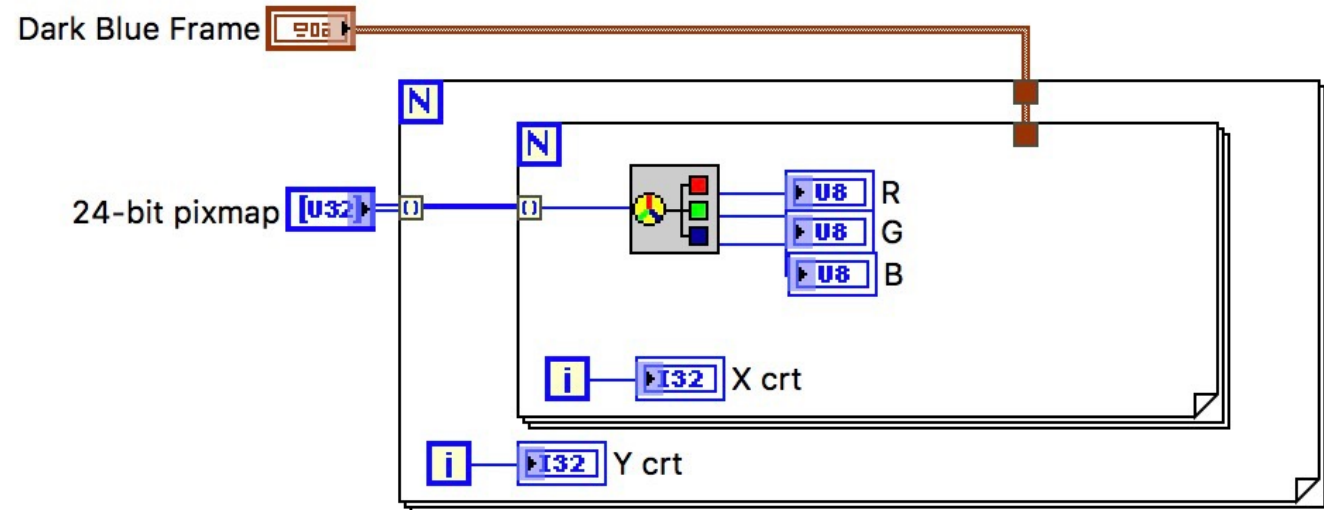 Dark Blue Frame
N
N
24-bit pixmap [U32]
U8 R
U8 G
U8 B
i I32 X crt
i I32 Y crt